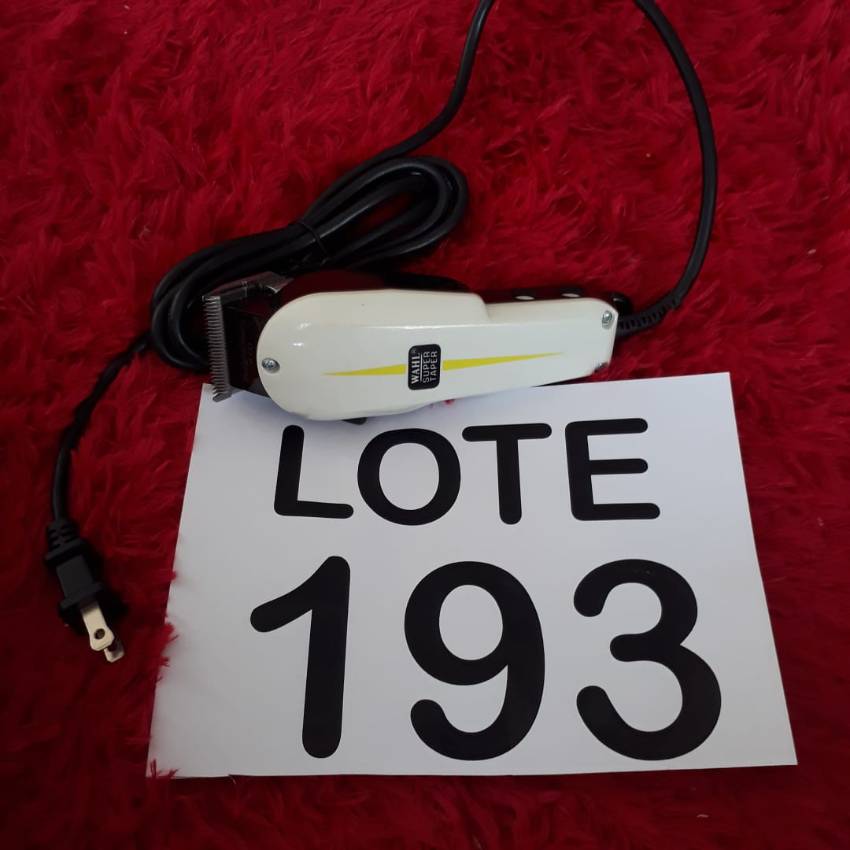 WAHL®
SUPER
TAPER
LOTE
193